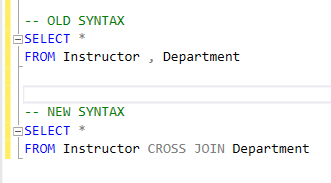 -- OLD SYNTAX
SELECT *
FROM Instructor , Department
-- NEW SYNTAX
SELECT *
FROM Instructor CROSS JOIN Department